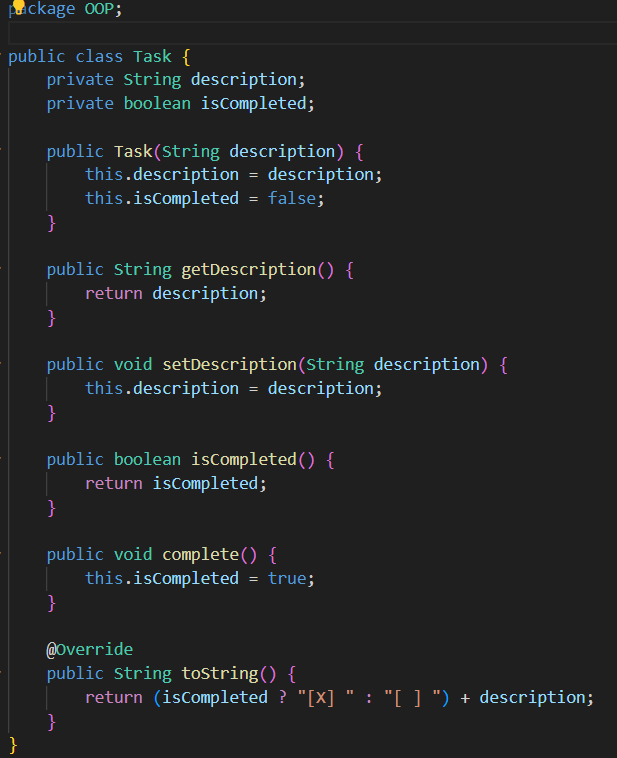 package OOP;
public class Task {
private String description;
private boolean isCompleted;
public Task(String description) {
this.description = description;
this.isCompleted = false;
}
public String getDescription() {
return description;
}
public void setDescription(String description) {
this.description = description;
}
public boolean isCompleted() {
return isCompleted;
}
public void complete() {
this.isCompleted = true;
}
@Override
public String toString() {
return (isCompleted ? "[X] " : "[ ] ") + description;
}
}